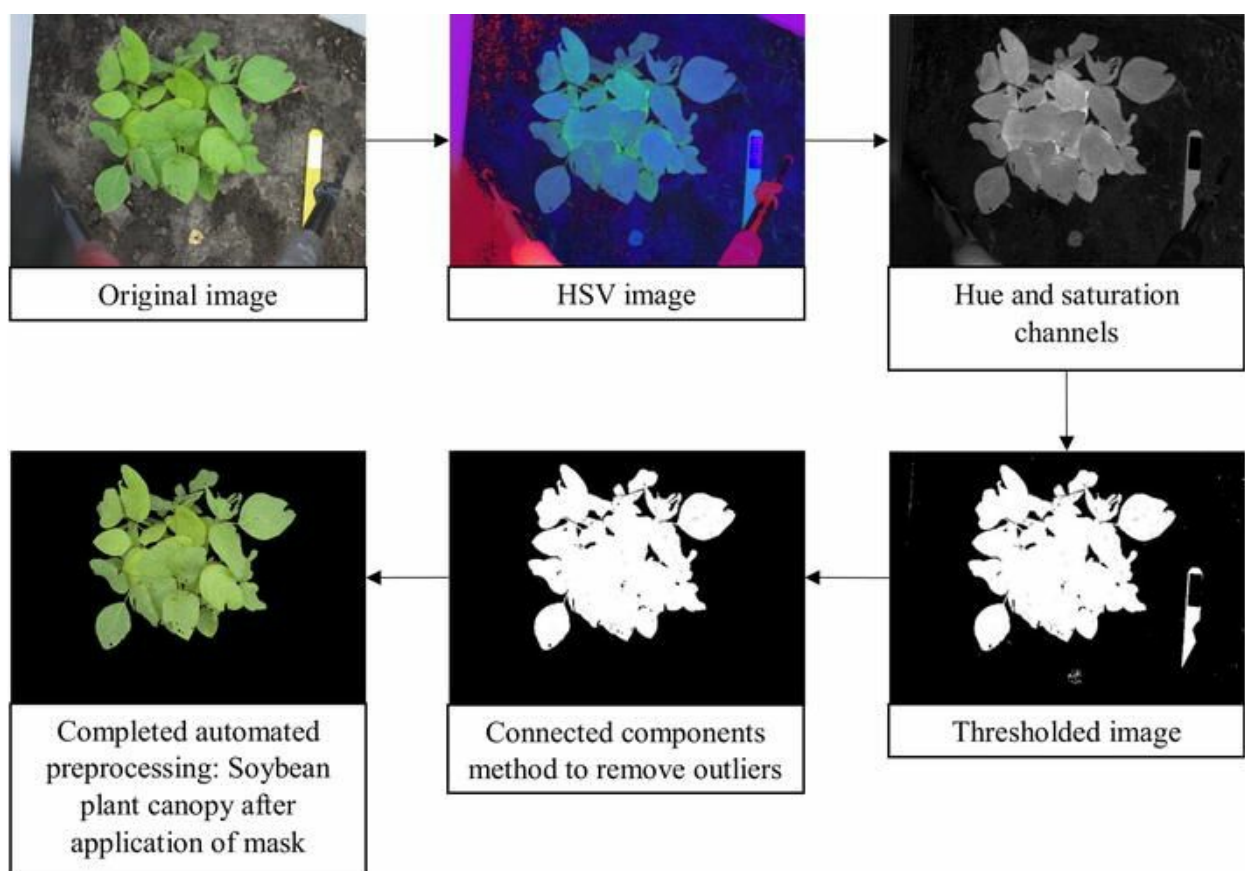 Original image
HSV image
Hue and saturation
channels
Thresholded image
Connected components
method to remove outliers
Completed automated
preprocessing: Soybean
plant canopy after
application of mask